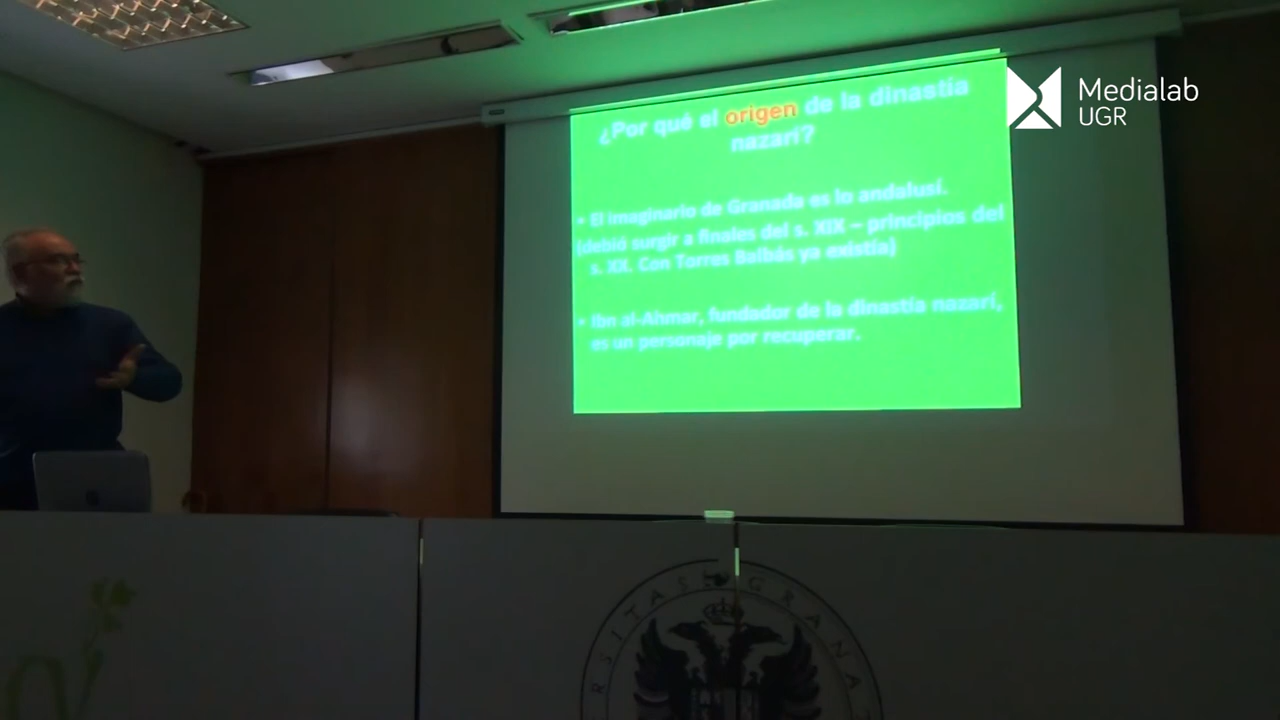 ¿Por qué el origen de la dinastía
nazarí?
• El imaginario de Granada es lo andalusí.
[debió surgir a finales del s. XIX – principios del
s. XX. Con Torres Balbás ya existía]
• Ibn al-Ahmar, fundador de la dinastía nazarí,
es un personaje por recuperar.
Medialab
UGR
RSITAS GRANAT